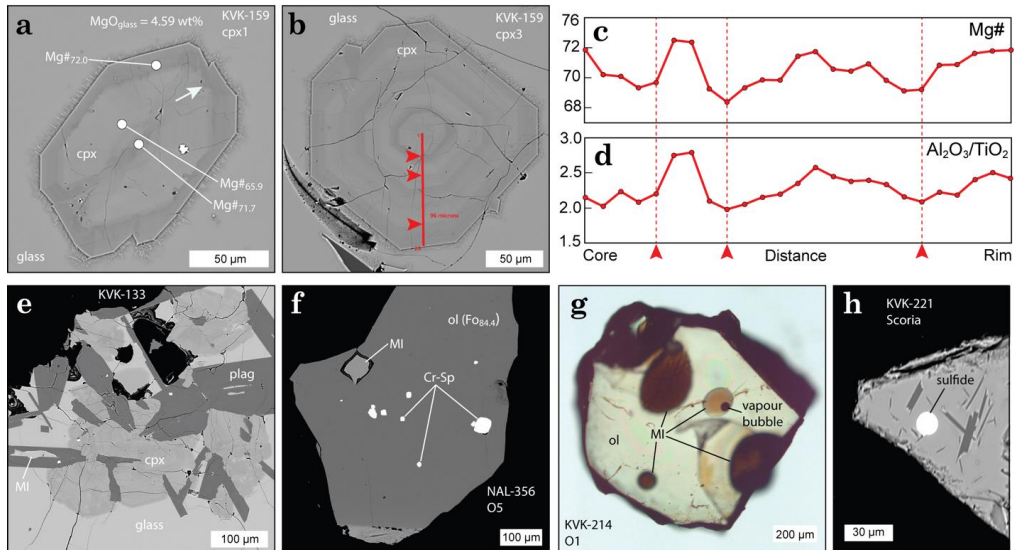 a
MgOglass = 4.59 wt%
KVK-159
cpx1
Mg#72.0
cpx
Mg#65.9
Mg#71.7
glass
50 µm
b
glass
KVK-159
cpx3
cpx
96 microns
50 µm
c
Mg#
76
72
70
68
d
Al₂O₃/TiO₂
3.0
2.5
2.0
1.5
Core
Distance
Rim
e
KVK-133
plag
cpx
MI
glass
100 µm
f
ol (Fo84.4)
MI
Cr-Sp
NAL-356
O5
100 µm
g
vapour
bubble
MI
ol
KVK-214
O1
200 µm
h
KVK-221
Scoria
sulfide
30 µm